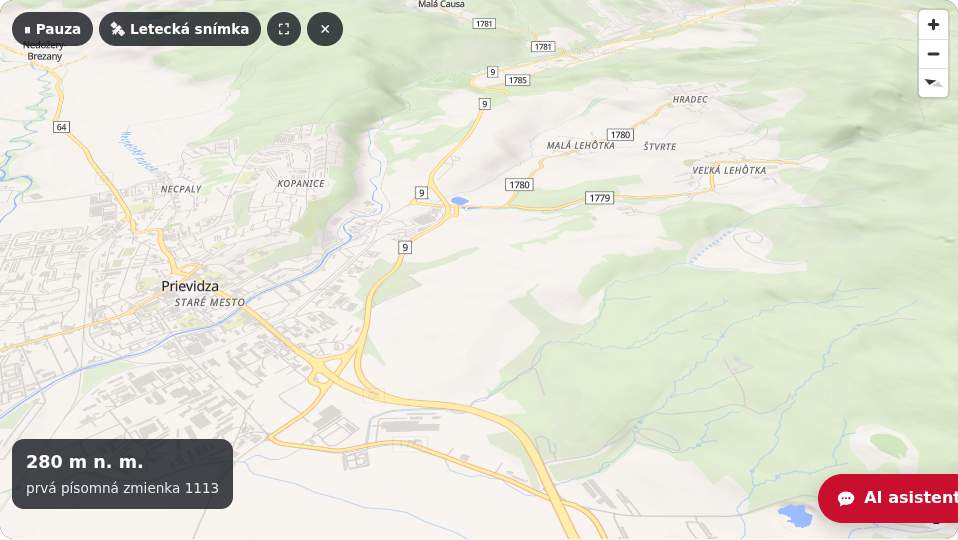 Pauza
Letecká snímka
Malá Čausa
1781
1781
Nedožery-
Brezany
9
1785
9
HRADEC
64
1780
MALÁ LEHÔTKA
ŠTVRTE
VEĽKÁ LEHÔTKA
NECPALY
KOPANICE
9
1780
1779
9
Prievidza
STARÉ MESTO
280 m n. m.
prvá písomná zmienka 1113
AI asistent